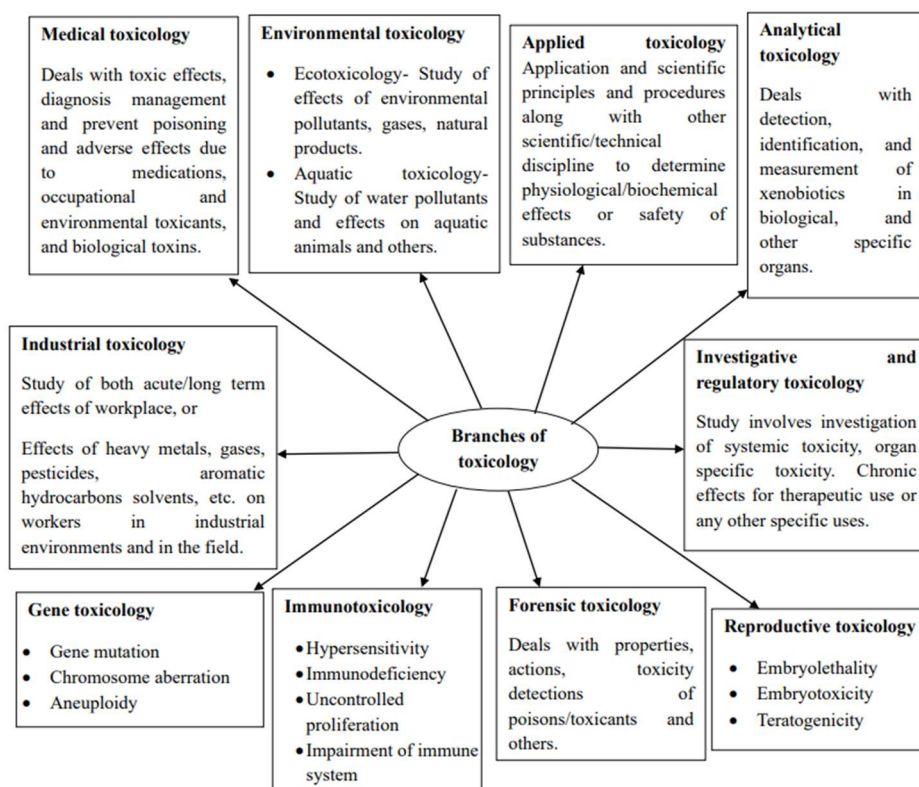 Medical toxicology
Deals with toxic effects,
diagnosis management
and prevent poisoning
and adverse effects due
to medications,
occupational and
environmental toxicants,
and biological toxins.
Environmental toxicology
• Ecotoxicology- Study of
effects of environmental
pollutants, gases, natural
products.
• Aquatic toxicology-
Study of water pollutants
and effects on aquatic
animals and others.
Applied toxicology
Application and scientific
principles and procedures
along with other
scientific/technical
discipline to determine
physiological/biochemical
effects or safety of
substances.
Analytical
toxicology
Deals with
detection,
identification, and
measurement of
xenobiotics in
biological, and
other specific
organs.
Industrial toxicology
Study of both acute/long term
effects of workplace, or
Effects of heavy metals, gases,
pesticides, aromatic
hydrocarbons solvents, etc. on
workers in industrial
environments and in the field.
Branches of
toxicology
Investigative and
regulatory toxicology
Study involves investigation
of systemic toxicity, organ
specific toxicity. Chronic
effects for therapeutic use or
any other specific uses.
Gene toxicology
• Gene mutation
• Chromosome aberration
• Aneuploidy
Immunotoxicology
• Hypersensitivity
• Immunodeficiency
• Uncontrolled
proliferation
• Impairment of immune
system
Forensic toxicology
Deals with properties,
actions, toxicity
detections of
poisons/toxicants and
others.
Reproductive toxicology
• Embryolethality
• Embryotoxicity
• Teratogenicity